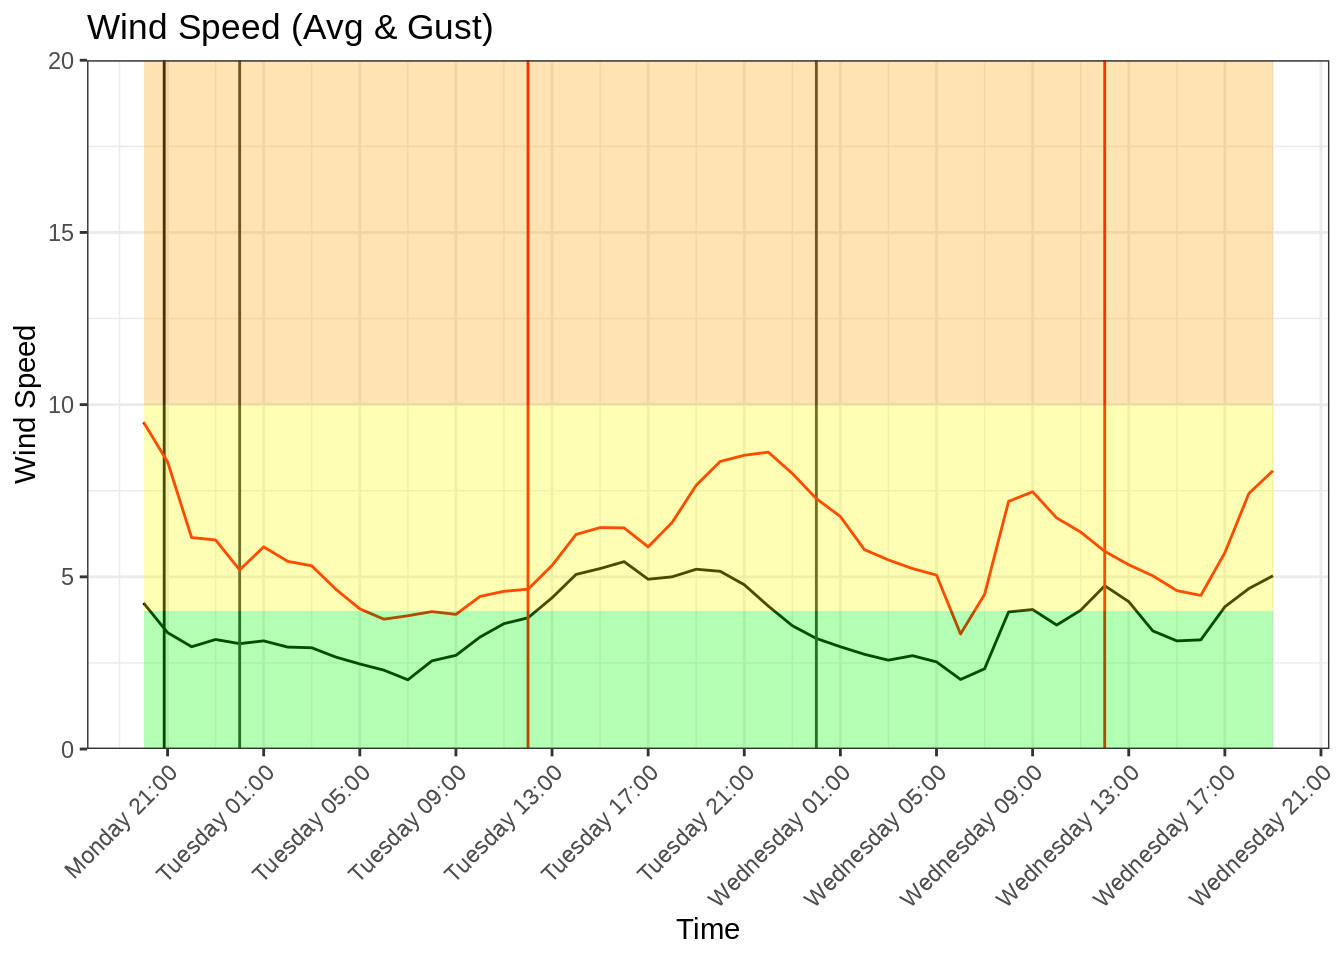 Wind Speed (Avg & Gust)
20
15
10
5
0
Wind Speed
Monday 21:00
Tuesday 01:00
Tuesday 05:00
Tuesday 09:00
Tuesday 13:00
Tuesday 17:00
Tuesday 21:00
Wednesday 01:00
Wednesday 05:00
Wednesday 09:00
Wednesday 13:00
Wednesday 17:00
Wednesday 21:00
Time